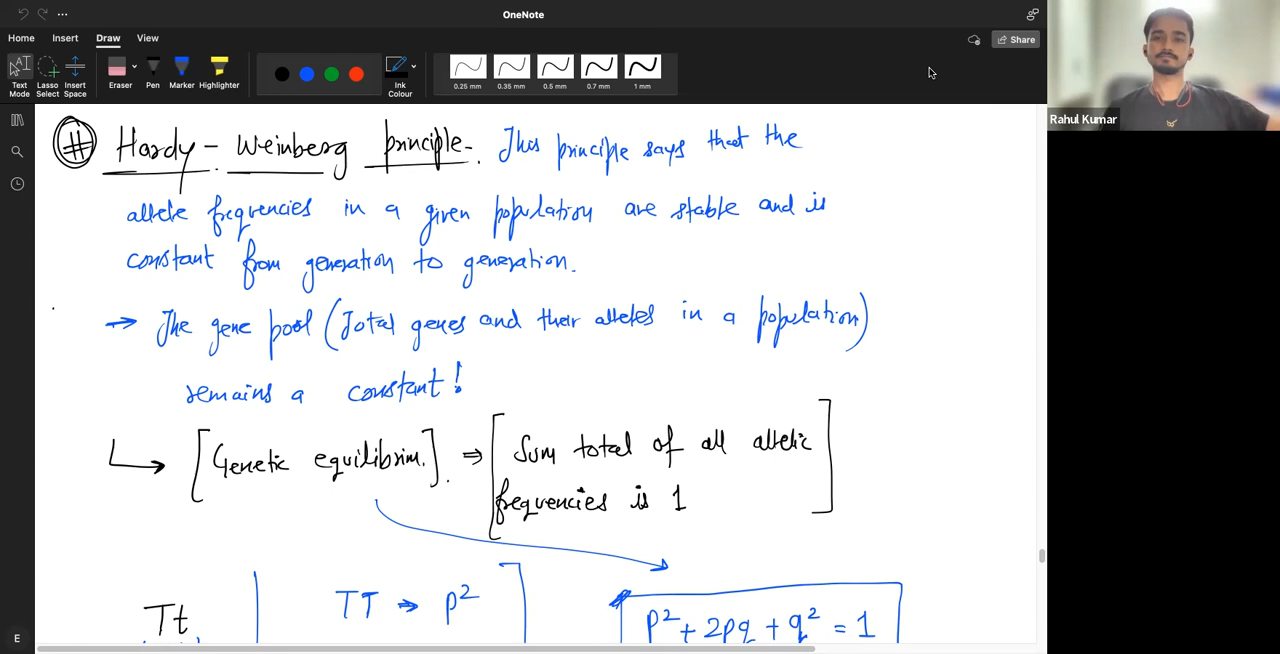 OneNote
Home Insert Draw View
Share
Text Mode
Lasso Select
Insert Space
Eraser
Pen
Marker
Highlighter
Ink Colour
0.25 mm 0.35 mm 0.5 mm 0.7 mm 1 mm
Rahul Kumar
# Hardy - Weinberg principle. This principle says that the
allele frequencies in a given population are stable and is
constant from generation to generation.
→ The gene pool (Total genes and their alleles in a population)
remains a constant!
↳ [Genetic equilibrim.] ⇒ [Sum total of all allelic
frequencies is 1]
Tt
TT → p²
p² + 2pq + q² = 1
E